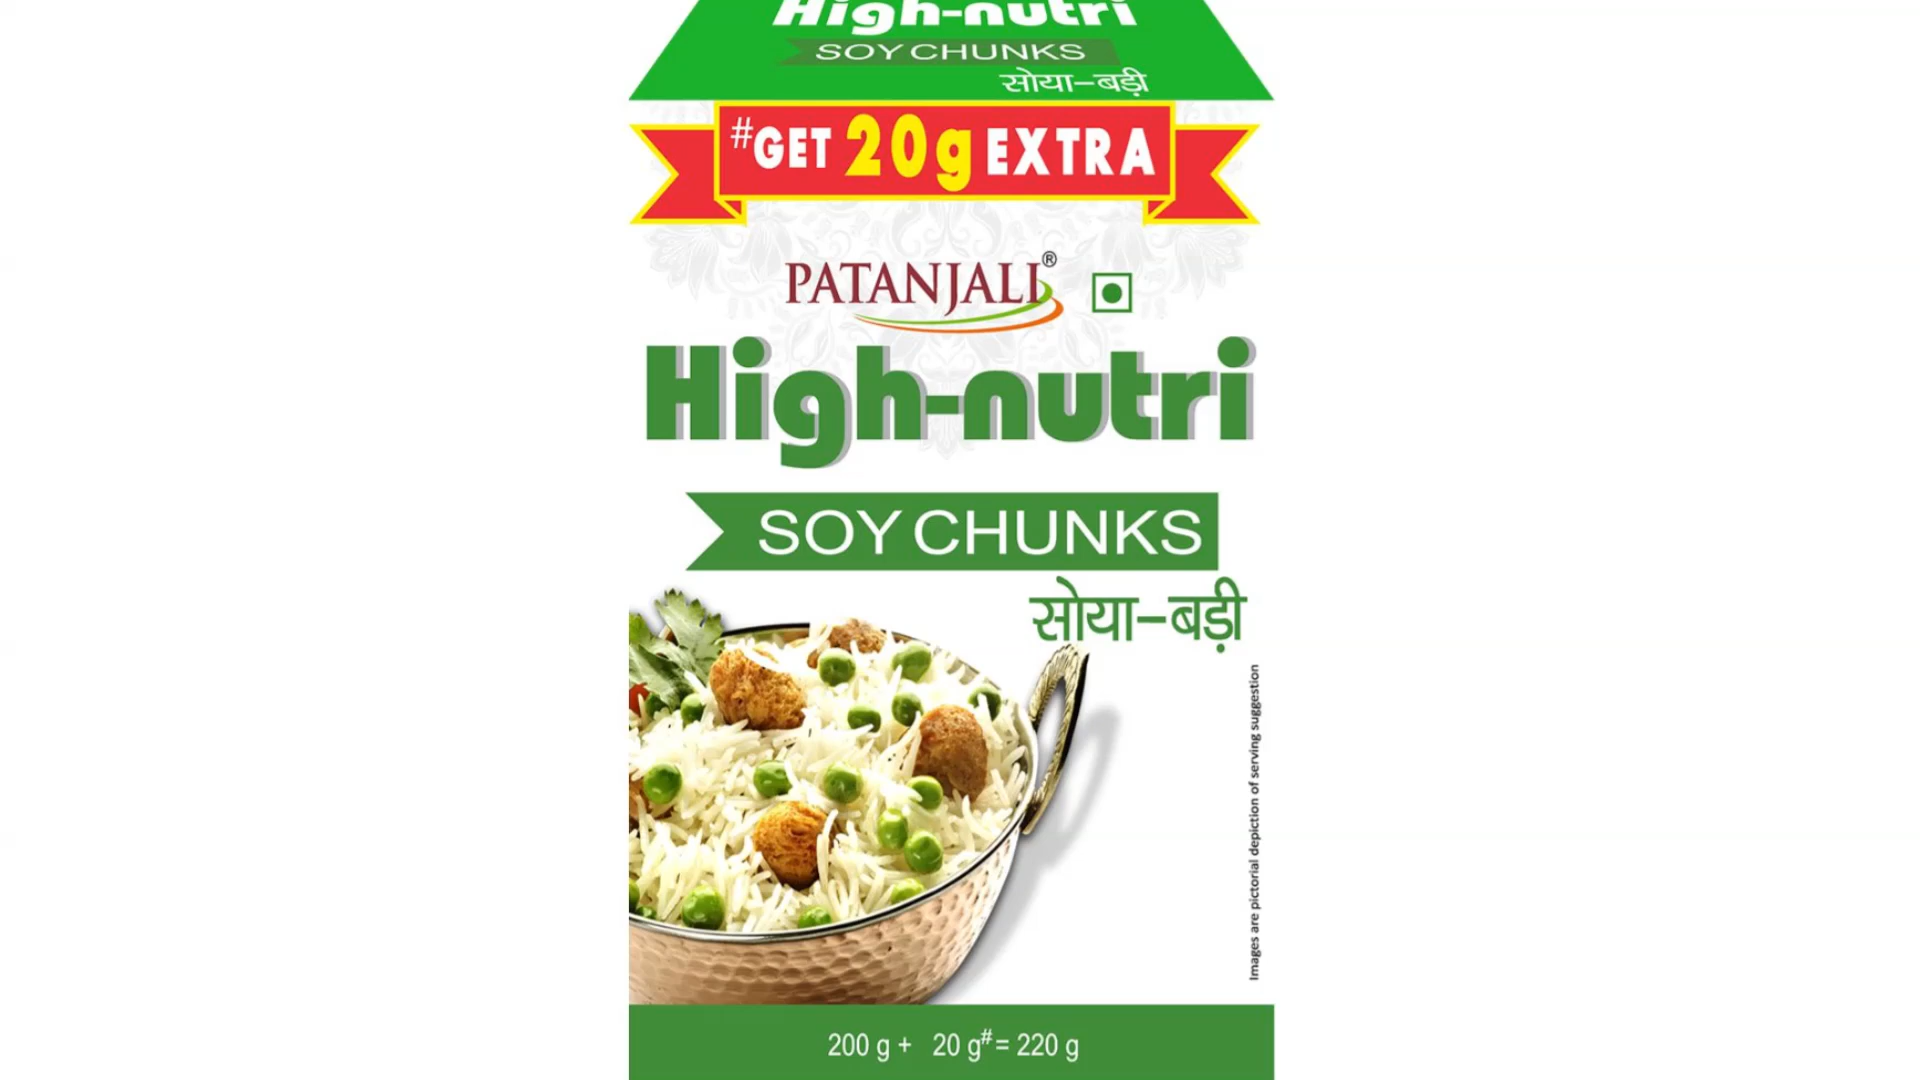 High-nutri
SOY CHUNKS
सोया-बड़ी
#GET 20g EXTRA
PATANJALI®
High-nutri
SOY CHUNKS
सोया-बड़ी
Images are pictorial depiction of serving suggestion
200 g + 20 g# = 220 g